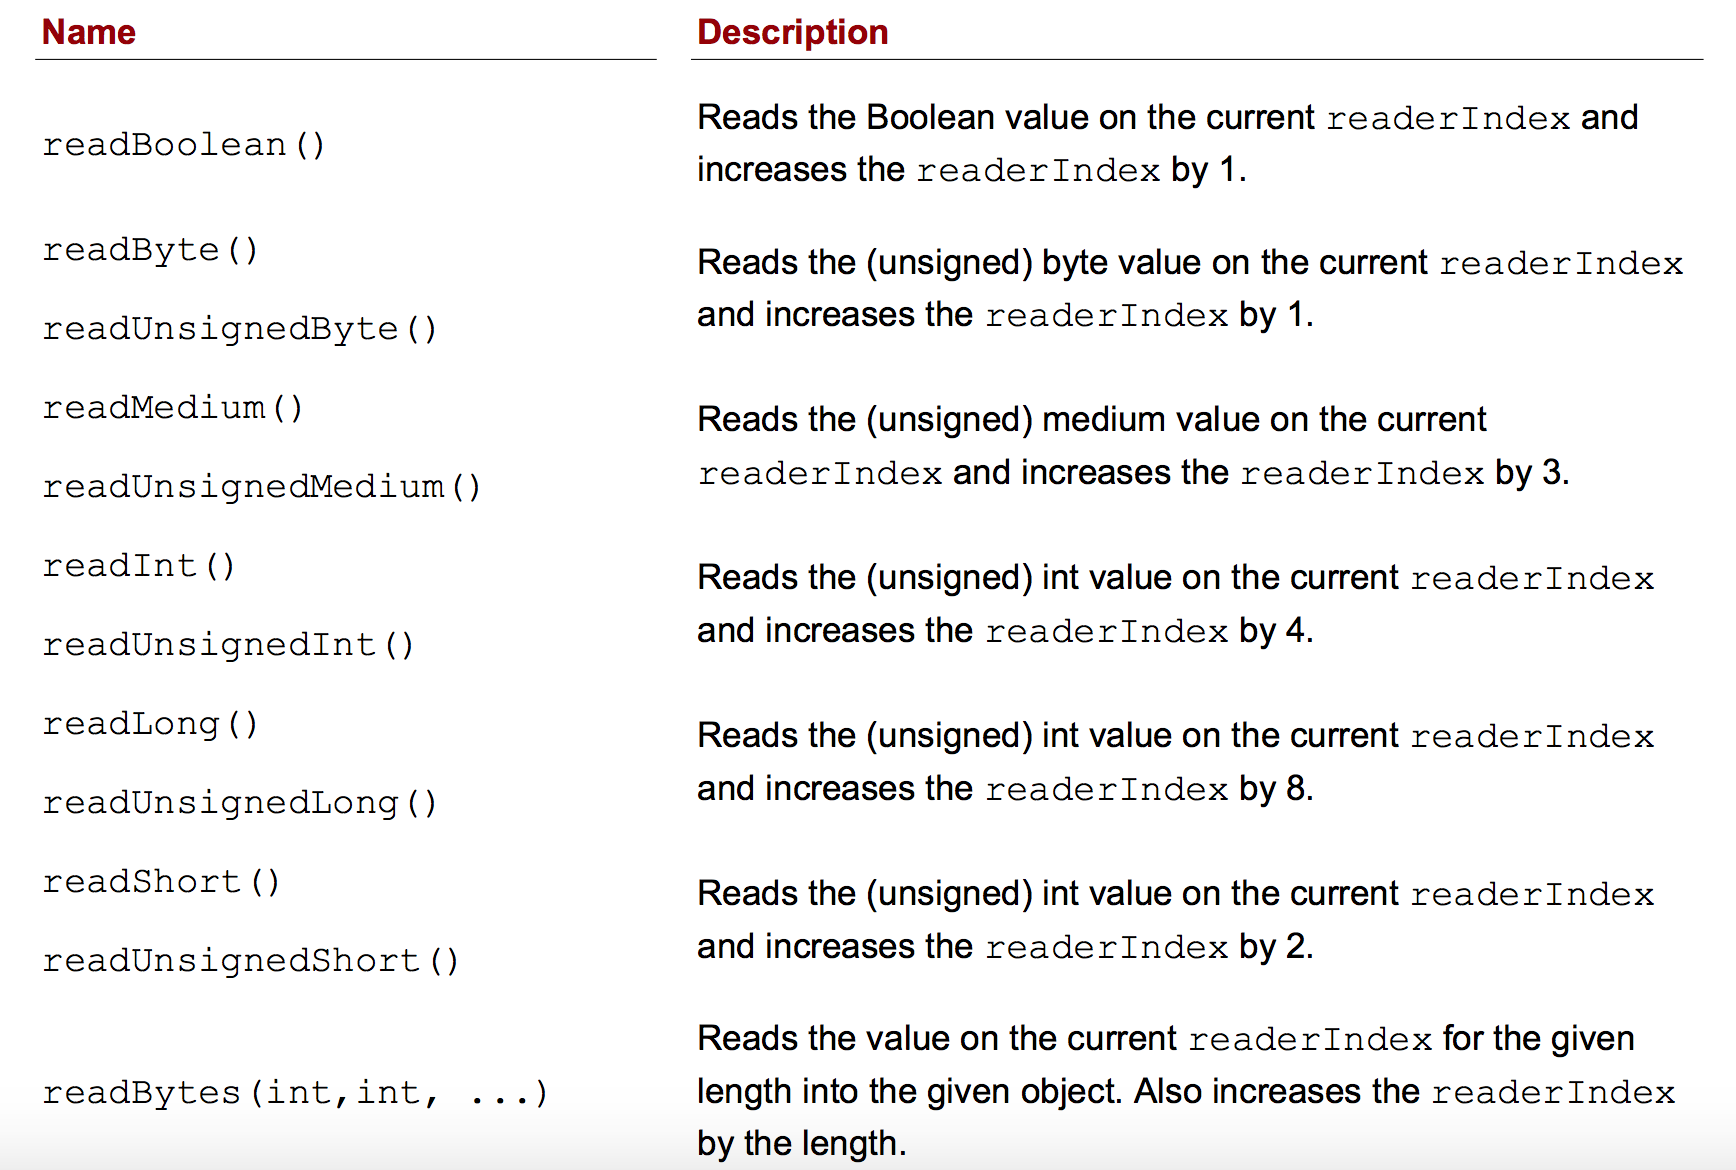 Name Description
readBoolean()
Reads the Boolean value on the current readerIndex and
increases the readerIndex by 1.
readByte()
readUnsignedByte()
Reads the (unsigned) byte value on the current readerIndex
and increases the readerIndex by 1.
readMedium()
readUnsignedMedium()
Reads the (unsigned) medium value on the current
readerIndex and increases the readerIndex by 3.
readInt()
readUnsignedInt()
Reads the (unsigned) int value on the current readerIndex
and increases the readerIndex by 4.
readLong()
readUnsignedLong()
Reads the (unsigned) int value on the current readerIndex
and increases the readerIndex by 8.
readShort()
readUnsignedShort()
Reads the (unsigned) int value on the current readerIndex
and increases the readerIndex by 2.
readBytes(int,int, ...)
Reads the value on the current readerIndex for the given
length into the given object. Also increases the readerIndex
by the length.